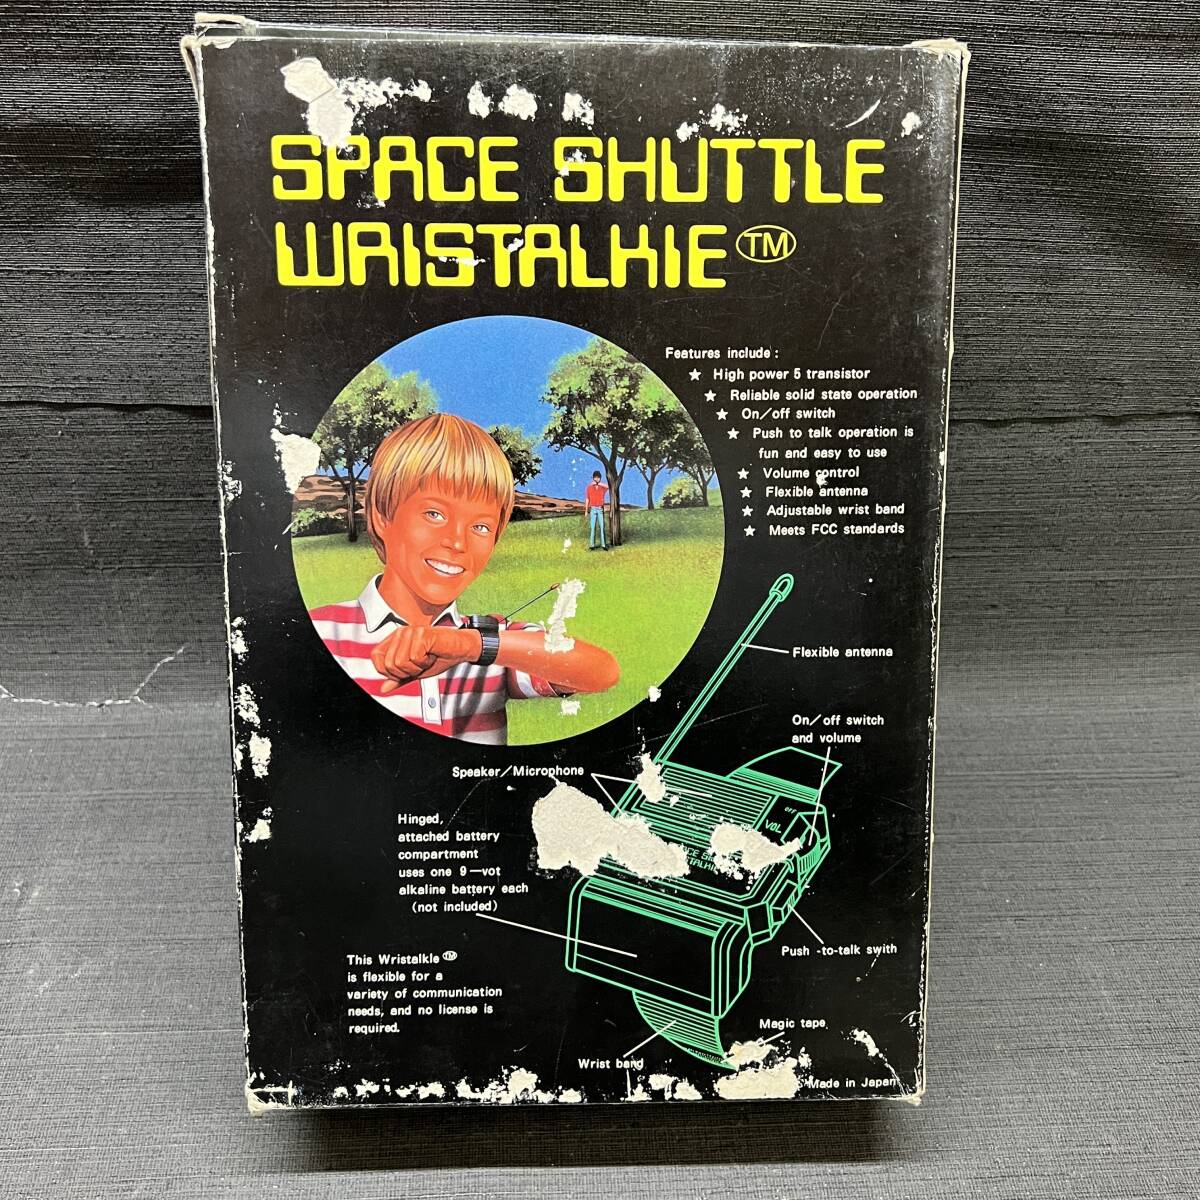 SPACE SHUTTLE
WRISTALKIE TM
Features include :
★ High power 5 transistor
★ Reliable solid state operation
★ On/off switch
★ Push to talk operation is
fun and easy to use
★ Volume control
★ Flexible antenna
★ Adjustable wrist band
★ Meets FCC standards
Flexible antenna
On/off switch
and volume
Speaker/Microphone
off
VOL
Hinged,
attached battery
compartment
uses one 9—vot
alkaline battery each
(not included)
Push -to-talk swith
This Wristalkle TM
is flexible for a
variety of communication
needs, and no license is
required.
Magic tape
Wrist band
Made in Japan